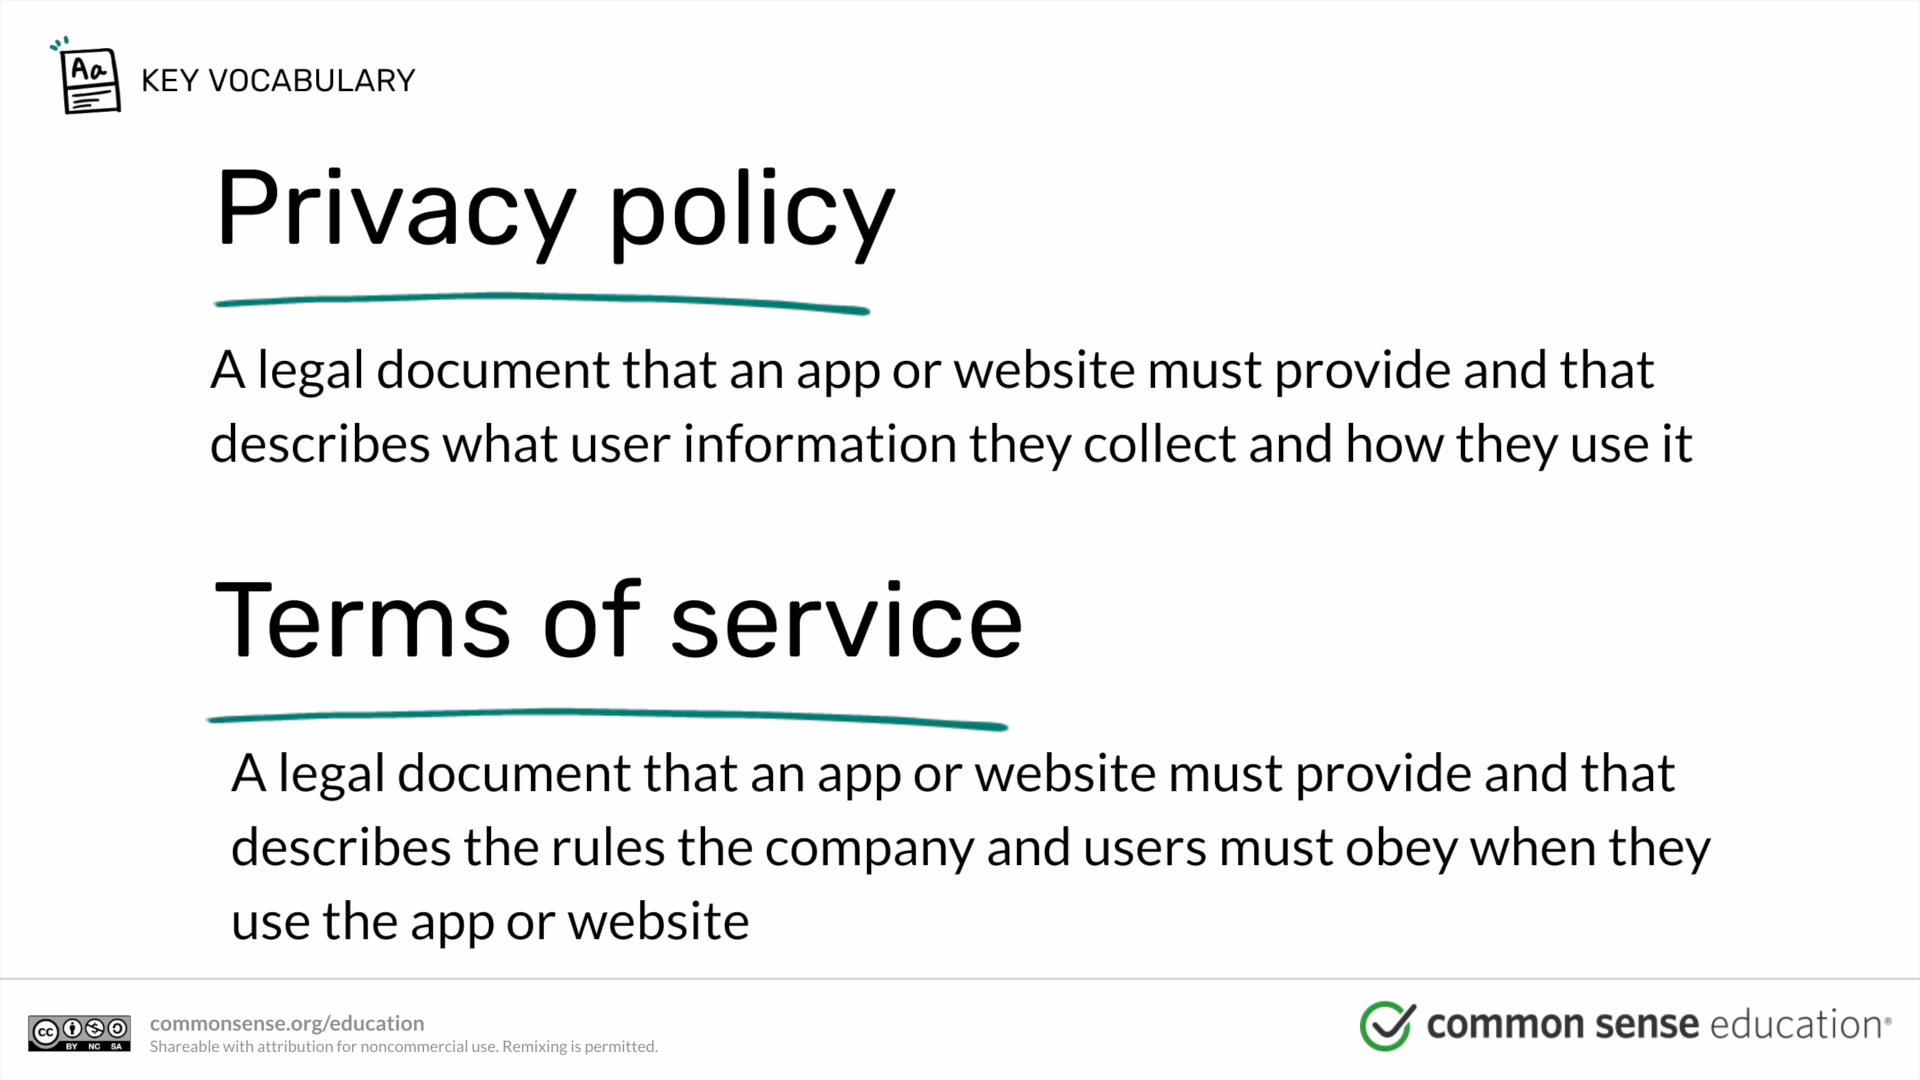 Aa
KEY VOCABULARY
Privacy policy
A legal document that an app or website must provide and that
describes what user information they collect and how they use it
Terms of service
A legal document that an app or website must provide and that
describes the rules the company and users must obey when they
use the app or website
cc
BY NC SA
commonsense.org/education
Shareable with attribution for noncommercial use. Remixing is permitted.
common sense education®